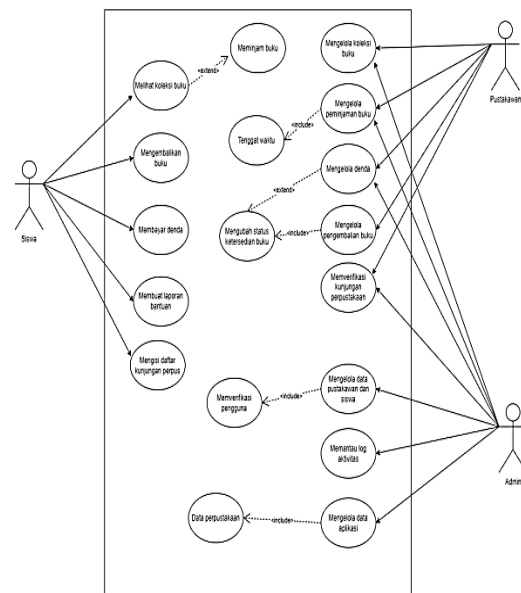 Meminjam buku
<extend>
Melihat koleksi buku
Mengelola koleksi
buku
Pustakawan
Mengelola
peminjaman buku
<include>
Tenggat waktu
Mengembalikan
buku
Mengelola denda
<extend>
Siswa
Membayar denda
Mengubah status
ketersedian buku
<include>
Mengelola
pengembalian buku
Memverifikasi
kunjungan
perpustakaan
Membuat laporan
bantuan
Mengisi daftar
kunjungan perpus
Mengelola data
pustakawan dan
siswa
<include>
Memverifikasi
pengguna
Memantau log
aktivitas
Admin
Data perpustakaan
<include>
Mengelola data
aplikasi